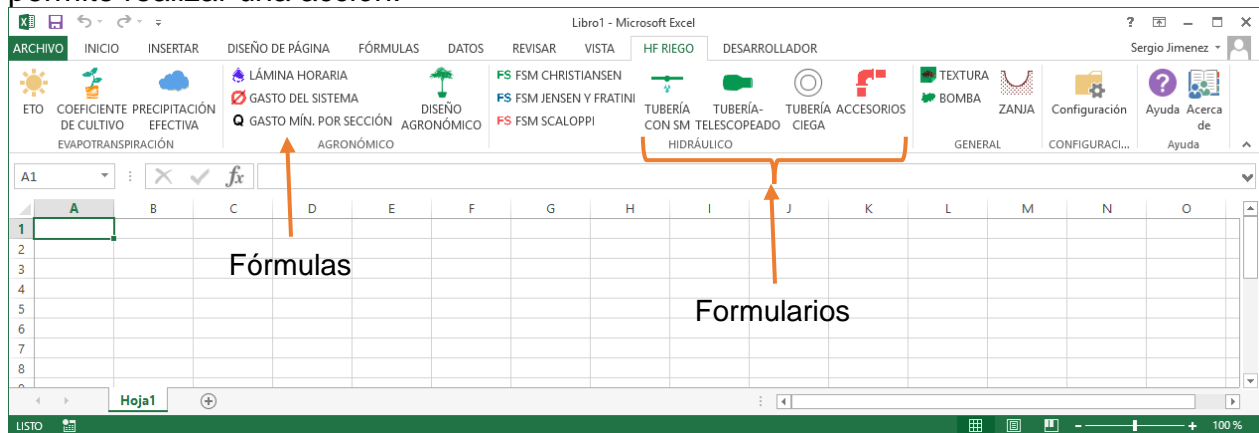 permite realizar una acción.
Libro1 - Microsoft Excel
ARCHIVO INICIO INSERTAR DISEÑO DE PÁGINA FÓRMULAS DATOS REVISAR VISTA HF RIEGO DESARROLLADOR Sergio Jimenez
ETO
COEFICIENTE DE CULTIVO
PRECIPITACIÓN EFECTIVA
EVAPOTRANSPIRACIÓN
LÁMINA HORARIA
GASTO DEL SISTEMA
Q GASTO MÍN. POR SECCIÓN
DISEÑO AGRONÓMICO
AGRONÓMICO
FS FSM CHRISTIANSEN
FS FSM JENSEN Y FRATINI
FS FSM SCALOPPI
TUBERÍA CON SM
TUBERÍA- TELESCOPEADO
TUBERÍA CIEGA
ACCESORIOS
HIDRÁULICO
TEXTURA
BOMBA
ZANJA
GENERAL
Configuración
CONFIGURACI...
Ayuda
Acerca de
Ayuda
A1 fx
A B C D E F G H I J K L M N O
1
2
3
4
5
6
7
8
Fórmulas
Formularios
Hoja1
LISTO 100 %